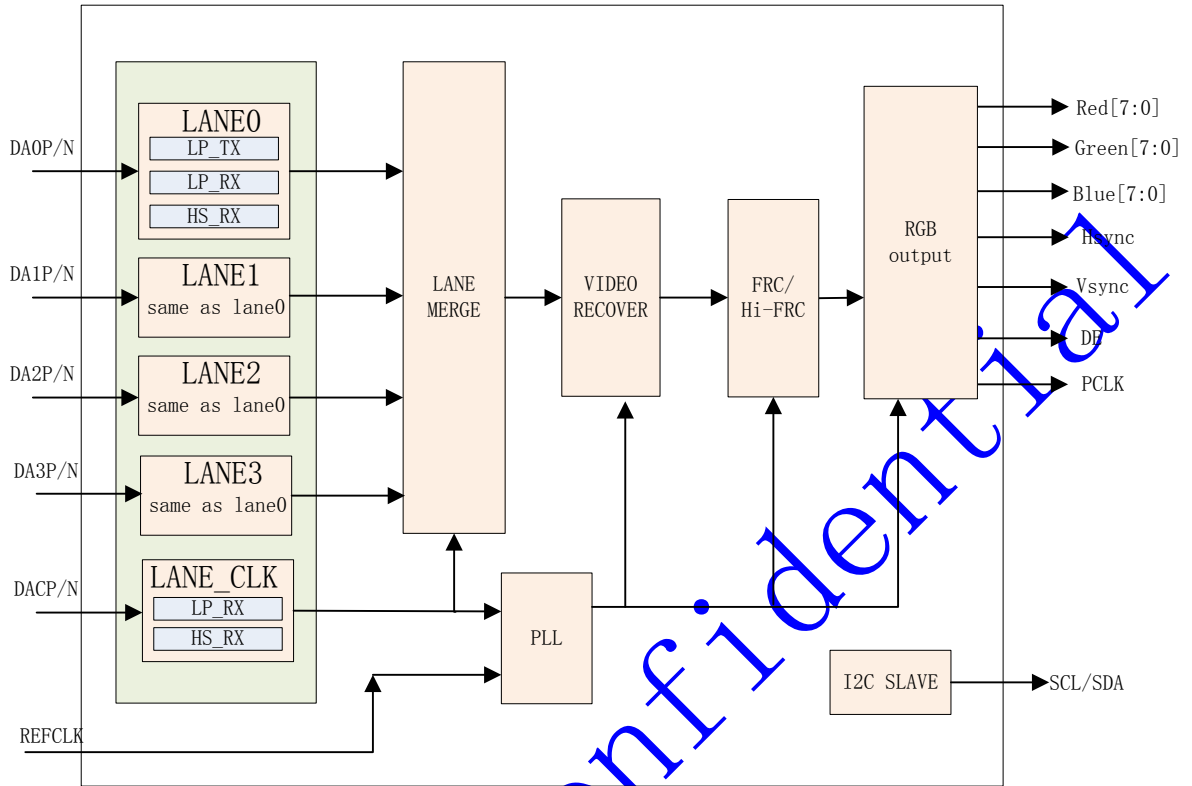 LANE0
LP_TX
LP_RX
HS_RX
DA0P/N
LANE1
same as lane0
DA1P/N
LANE2
same as lane0
DA2P/N
LANE3
same as lane0
DA3P/N
LANE_CLK
LP_RX
HS_RX
DACP/N
REFCLK
LANE
MERGE
PLL
VIDEO
RECOVER
FRC/
Hi-FRC
RGB
output
Red[7:0]
Green[7:0]
Blue[7:0]
Hsync
Vsync
DE
PCLK
I2C SLAVE
SCL/SDA
onfidential